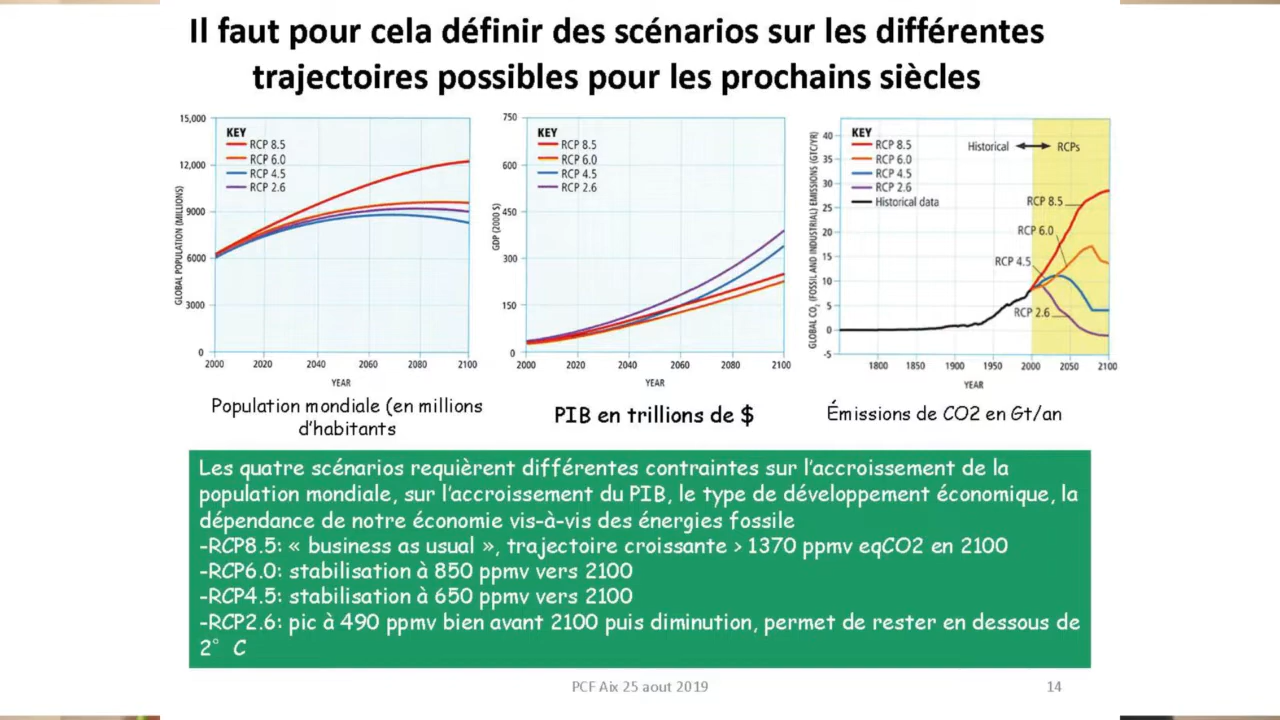 Il faut pour cela définir des scénarios sur les différentes
trajectoires possibles pour les prochains siècles
15,000
12,000
9000
6000
3000
0
GLOBAL POPULATION (MILLIONS)
KEY
RCP 8.5
RCP 6.0
RCP 4.5
RCP 2.6
2000 2020 2040 2060 2080 2100
YEAR
Population mondiale (en millions
d'habitants
750
600
450
300
150
0
GDP (2000 $)
KEY
RCP 8.5
RCP 6.0
RCP 4.5
RCP 2.6
2000 2020 2040 2060 2080 2100
YEAR
PIB en trillions de $
40
35
30
25
20
15
10
5
0
-5
GLOBAL CO2 (FOSSIL AND INDUSTRIAL) EMISSIONS (GTC/YR)
KEY
RCP 8.5
RCP 6.0
RCP 4.5
RCP 2.6
Historical data
Historical RCPs
RCP 8.5
RCP 6.0
RCP 4.5
RCP 2.6
1800 1850 1900 1950 2000 2050 2100
YEAR
Émissions de CO2 en Gt/an
Les quatre scénarios requièrent différentes contraintes sur l'accroissement de la
population mondiale, sur l'accroissement du PIB, le type de développement économique, la
dépendance de notre économie vis-à-vis des énergies fossile
-RCP8.5: « business as usual », trajectoire croissante > 1370 ppmv eqCO2 en 2100
-RCP6.0: stabilisation à 850 ppmv vers 2100
-RCP4.5: stabilisation à 650 ppmv vers 2100
-RCP2.6: pic à 490 ppmv bien avant 2100 puis diminution, permet de rester en dessous de
2° C
PCF Aix 25 aout 2019
14